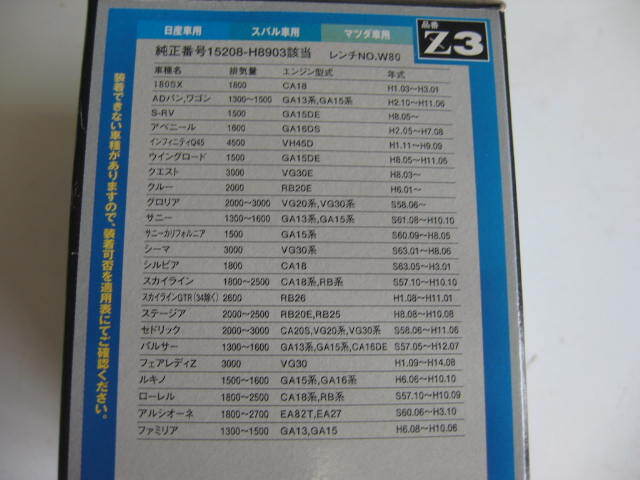 日産車用 スバル車用 マツダ車用
品番
Z3
純正番号15208-H8903該当 レンチNO.W80
車種名 排気量 エンジン型式 年式
180SX 1800 CA18 H1.03～H3.01
ADバン,ワゴン 1300～1500 GA13系,GA15系 H2.10～H11.06
S-RV 1500 GA15DE H8.05～
アベニール 1600 GA16DS H2.05～H7.08
インフィニティQ45 4500 VH45D H1.11～H9.09
ウイングロード 1500 GA15DE H8.05～H11.05
クエスト 3000 VG30E H8.03～
クルー 2000 RB20E H6.01～
グロリア 2000～3000 VG20系,VG30系 S58.06～
サニー 1300～1600 GA13系,GA15系 S61.08～H10.10
サニーカリフォルニア 1500 GA15系 S60.09～H8.05
シーマ 3000 VG30系 S63.01～H8.06
シルビア 1800 CA18 S63.05～H3.01
スカイライン 1800～2500 CA18系,RB系 S57.10～H10.10
スカイラインGTR(34除く) 2600 RB26 H1.08～H11.01
ステージア 2000～2500 RB20E,RB25 H8.08～H10.08
セドリック 2000～3000 CA20S,VG20系,VG30系 S58.06～H11.06
パルサー 1300～1600 GA13系,GA15系,CA16DE S57.05～H12.07
フェアレディZ 3000 VG30 H1.09～H14.08
ルキノ 1500～1600 GA15系,GA16系 H6.06～H10.10
ローレル 1800～2500 CA18系,RB系 S57.10～H10.09
アルシオーネ 1800～2700 EA82T,EA27 S60.06～H3.10
ファミリア 1300～1500 GA13,GA15 H6.08～H10.06
装着できない車種がありますので、装着可否を適用表にてご確認ください。